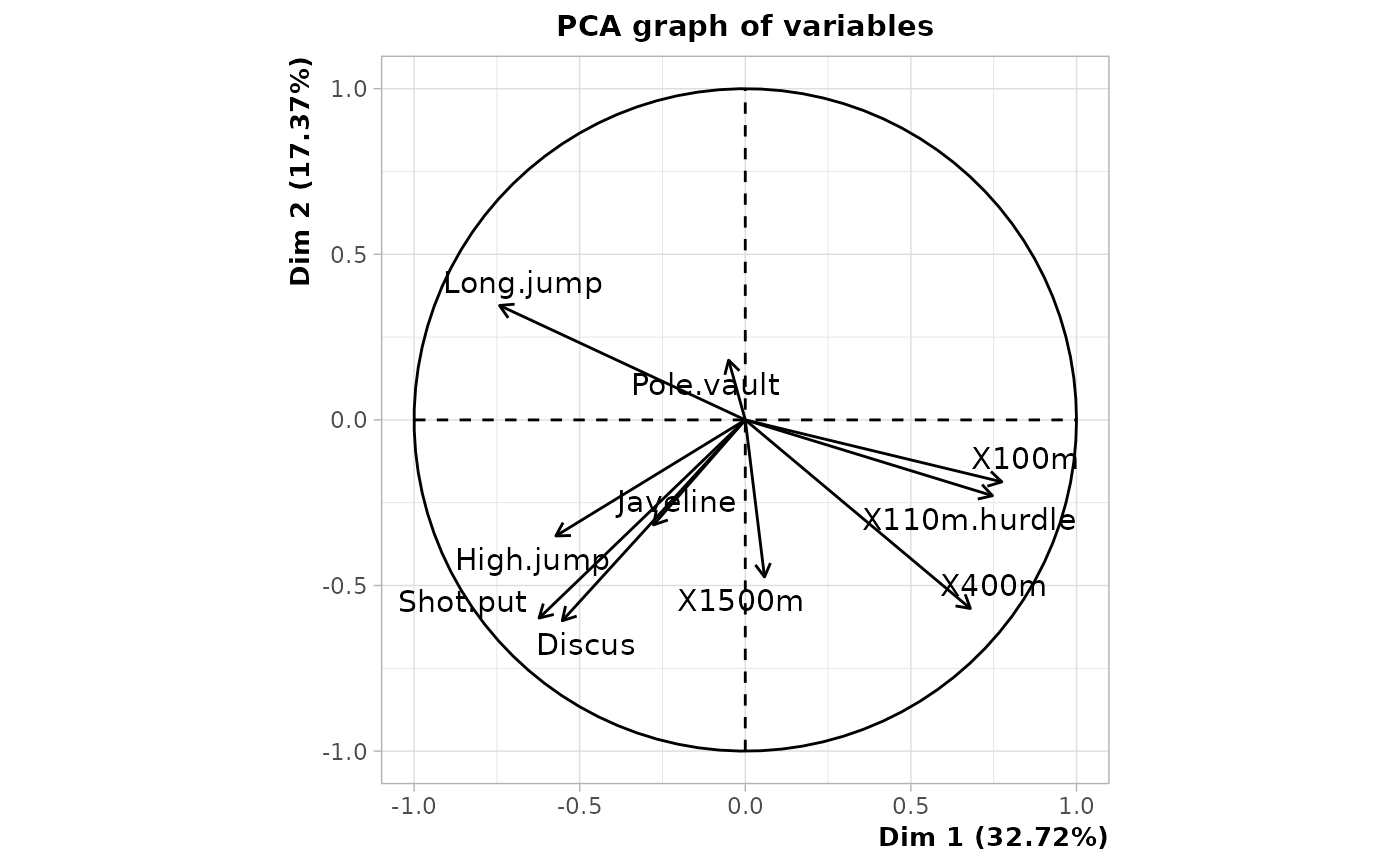 PCA graph of variables
Dim 2 (17.37%)
1.0
0.5
0.0
-0.5
-1.0
Long.jump
Pole.vault
X100m
Javeline
X110m.hurdle
High.jump
X400m
Shot.put
X1500m
Discus
-1.0 -0.5 0.0 0.5 1.0
Dim 1 (32.72%)